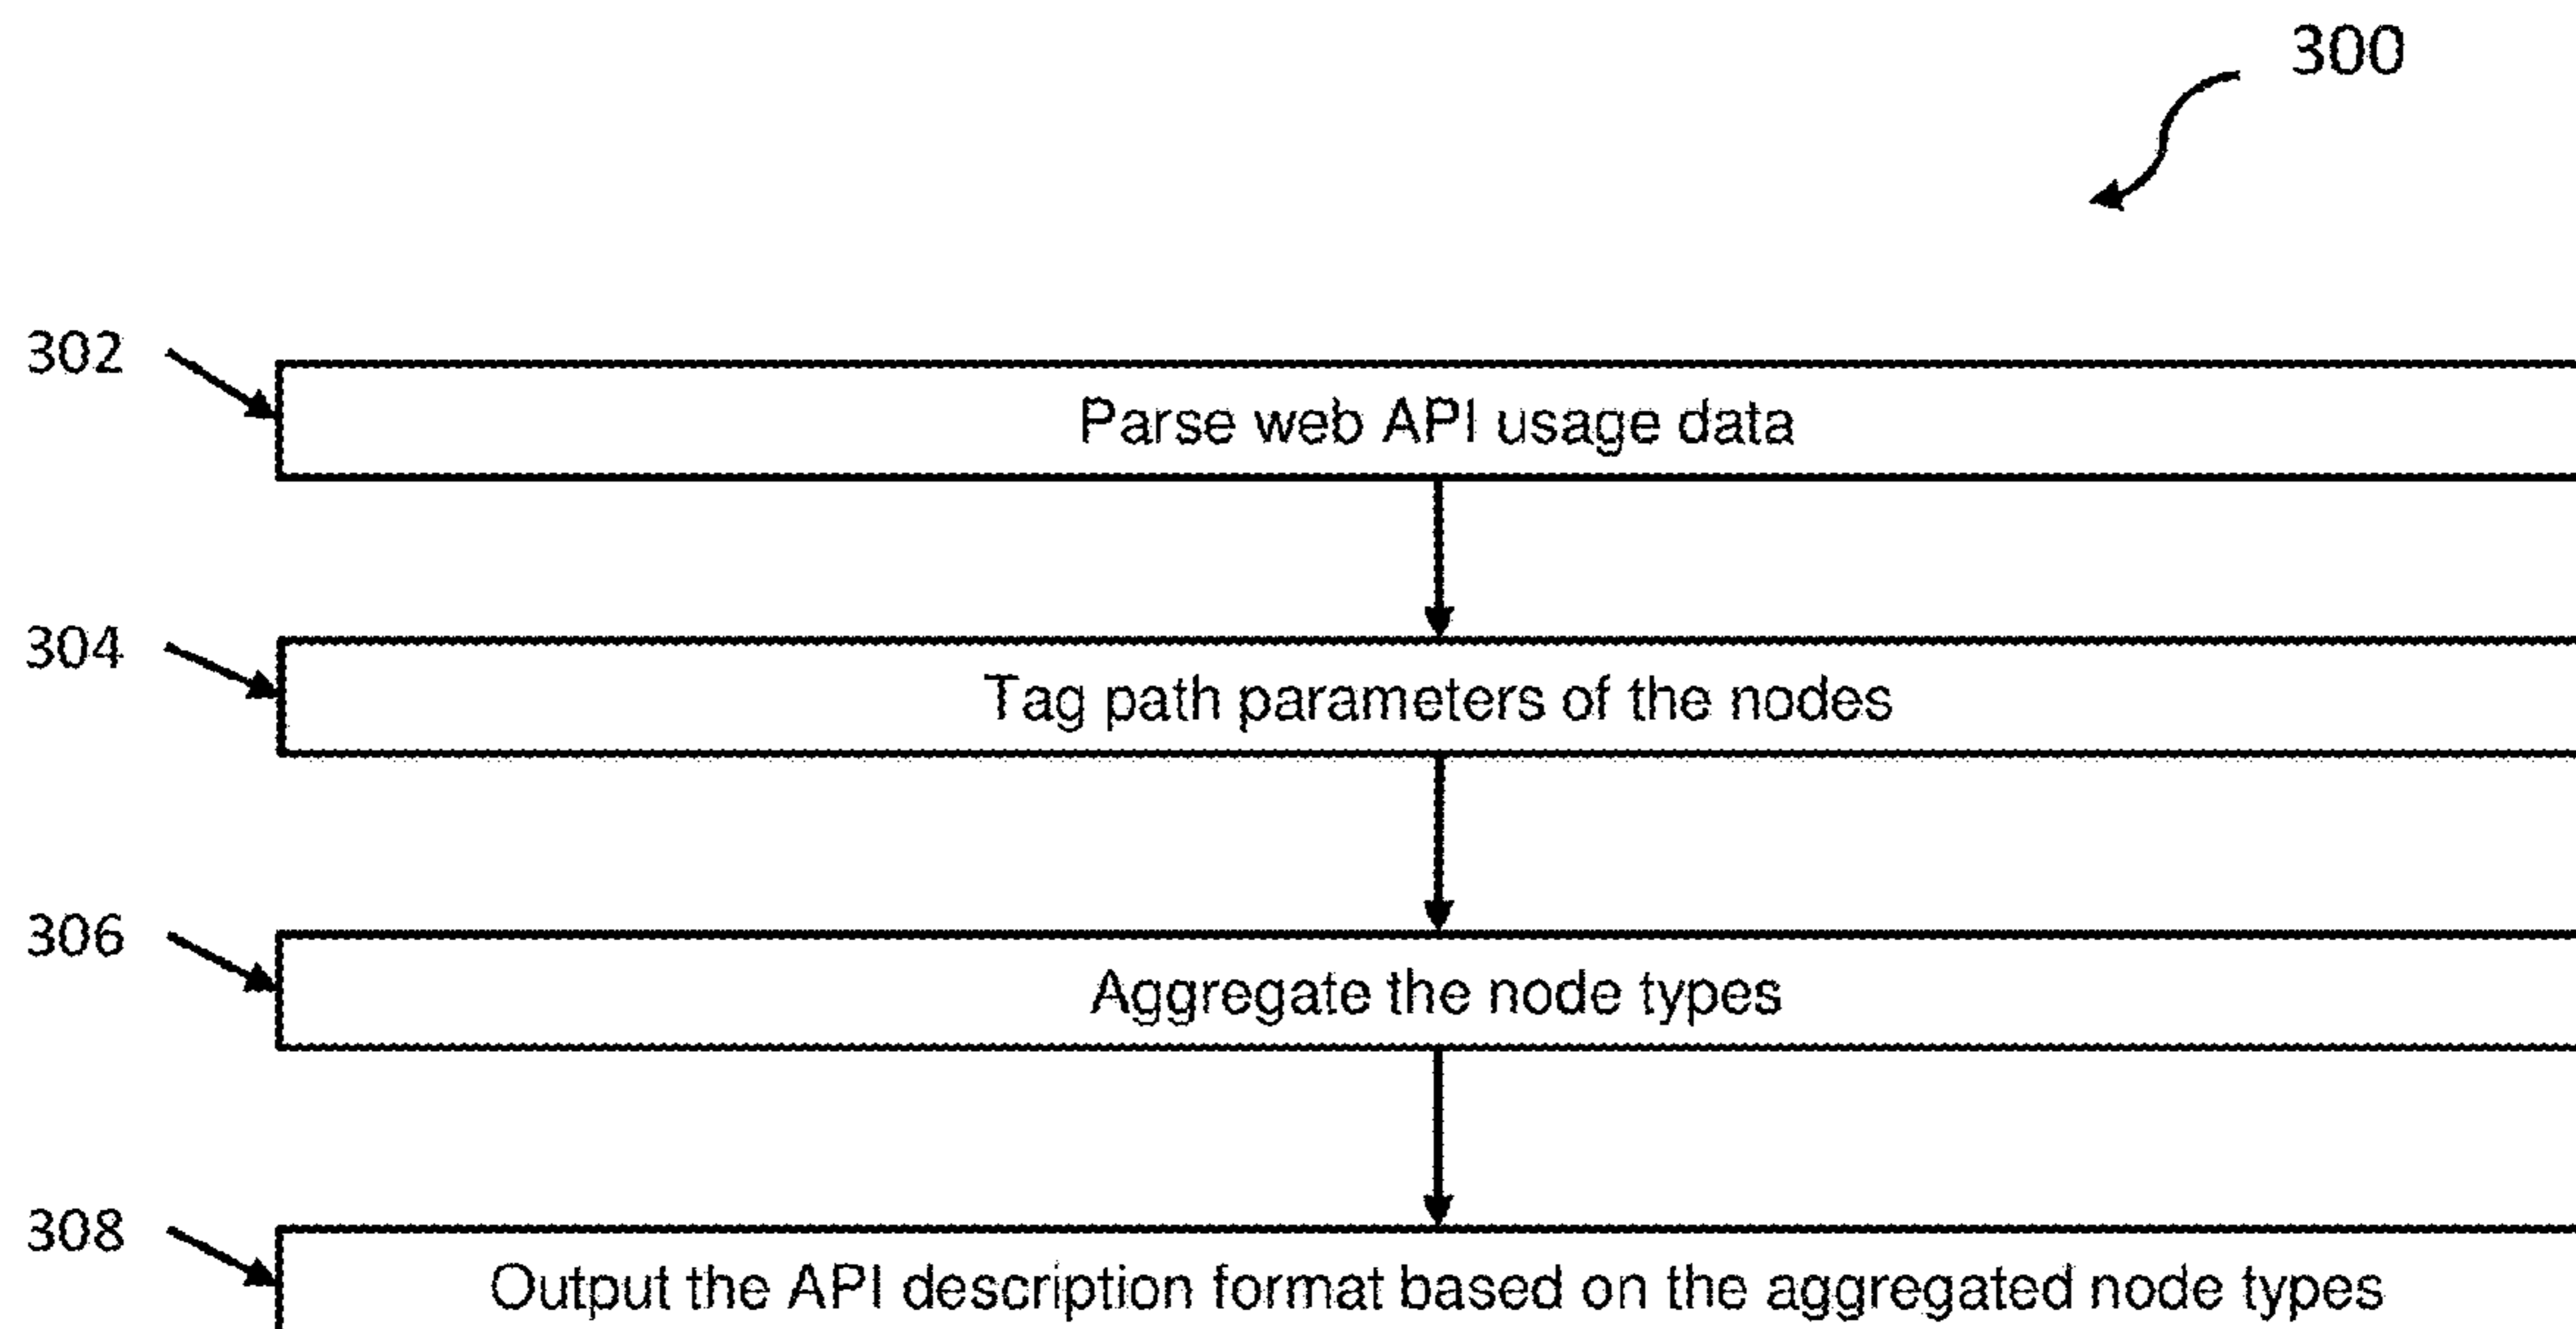 300
302
Parse web API usage data
304
Tag path parameters of the nodes
306
Aggregate the node types
308
Output the API description format based on the aggregated node types